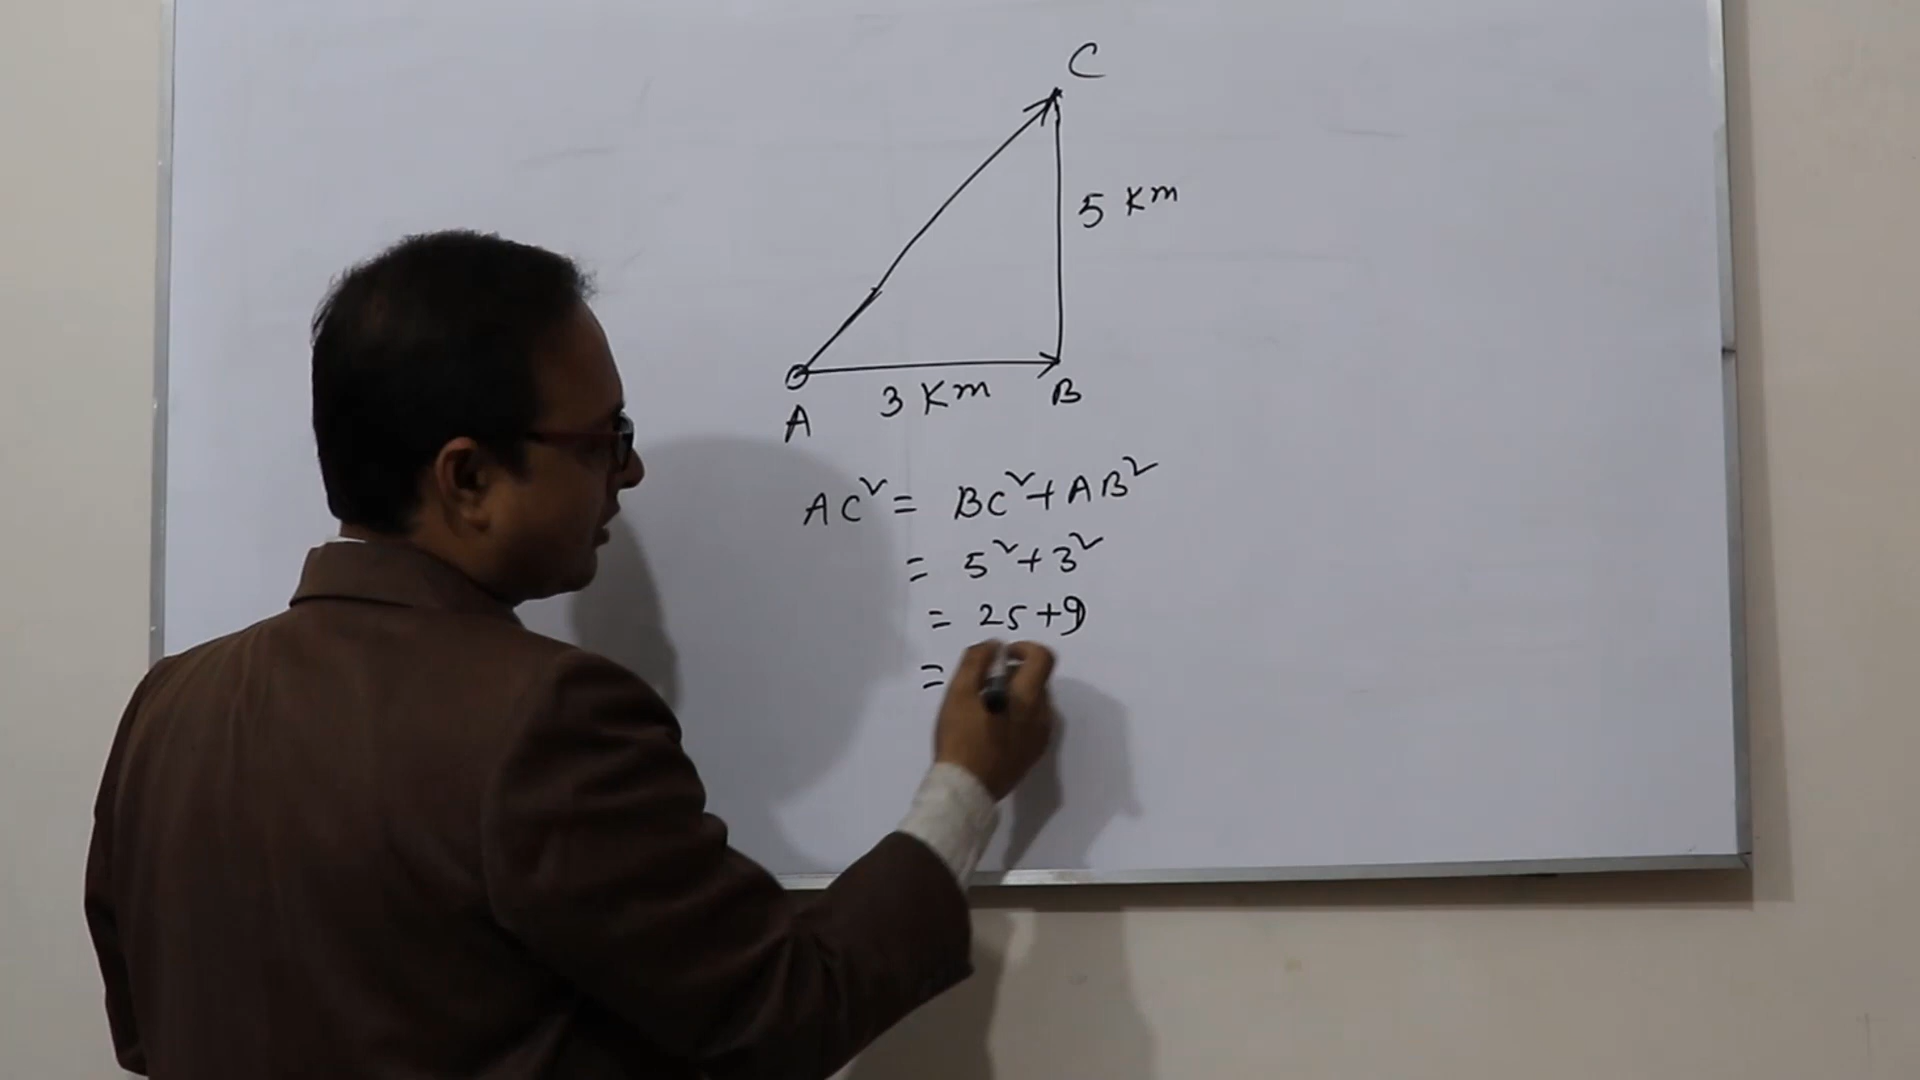 C
5 Km
3 Km
B
A
AC² = BC² + AB²
= 5² + 3²
= 25 + 9
=